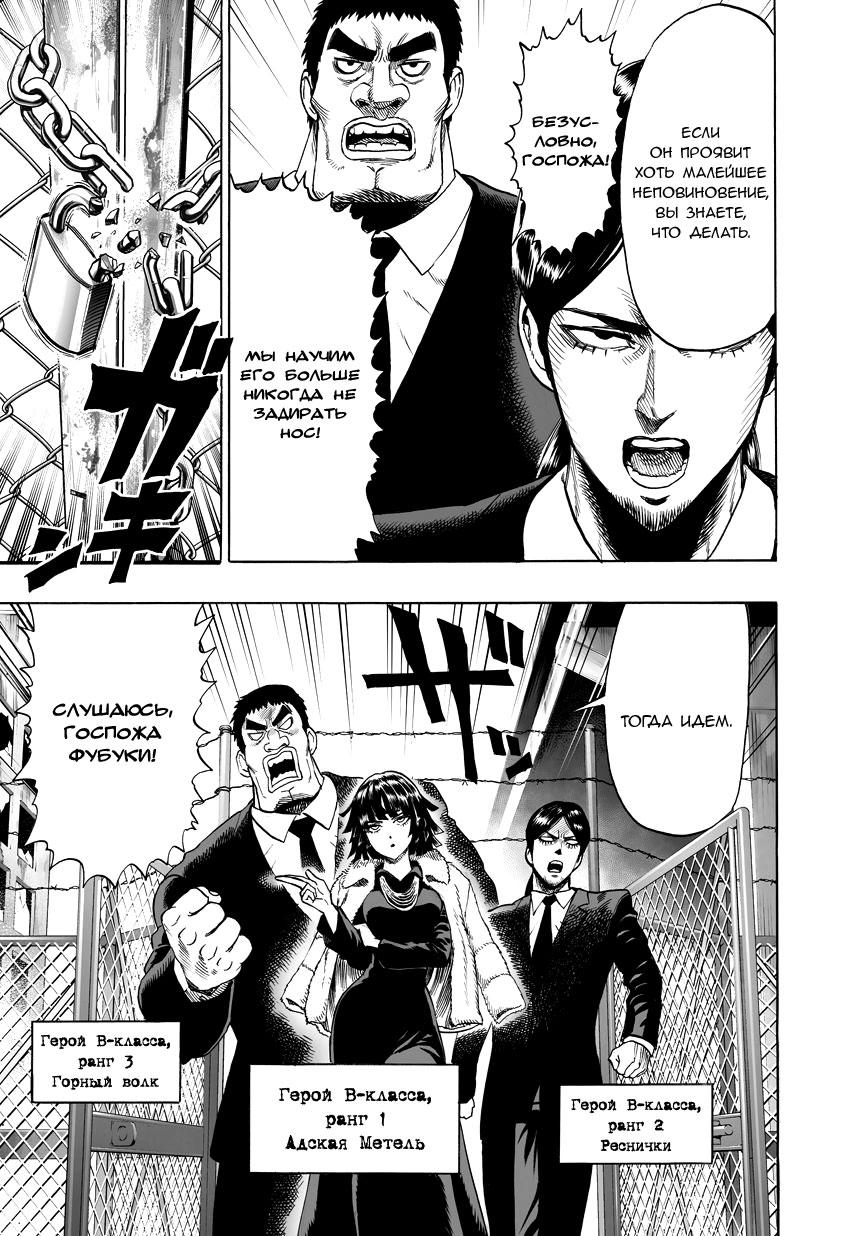 ЕСЛИ
ОН ПРОЯВИТ
ХОТЬ МАЛЕЙШЕЕ
НЕПОВИНОВЕНИЕ,
ВЫ ЗНАЕТЕ,
ЧТО ДЕЛАТЬ.
БЕЗУС-
ЛОВНО,
ГОСПОЖА!
МЫ НАУЧИМ
ЕГО БОЛЬШЕ
НИКОГДА НЕ
ЗАДИРАТЬ
НОС!
ガキン
ТОГДА ИДЕМ.
ザッ
СЛУШАЮСЬ,
ГОСПОЖА
ФУБУКИ!
Герой В-класса,
ранг 3
Горный волк
Герой В-класса,
ранг 1
Адская Метель
Герой В-класса,
ранг 2
Реснички